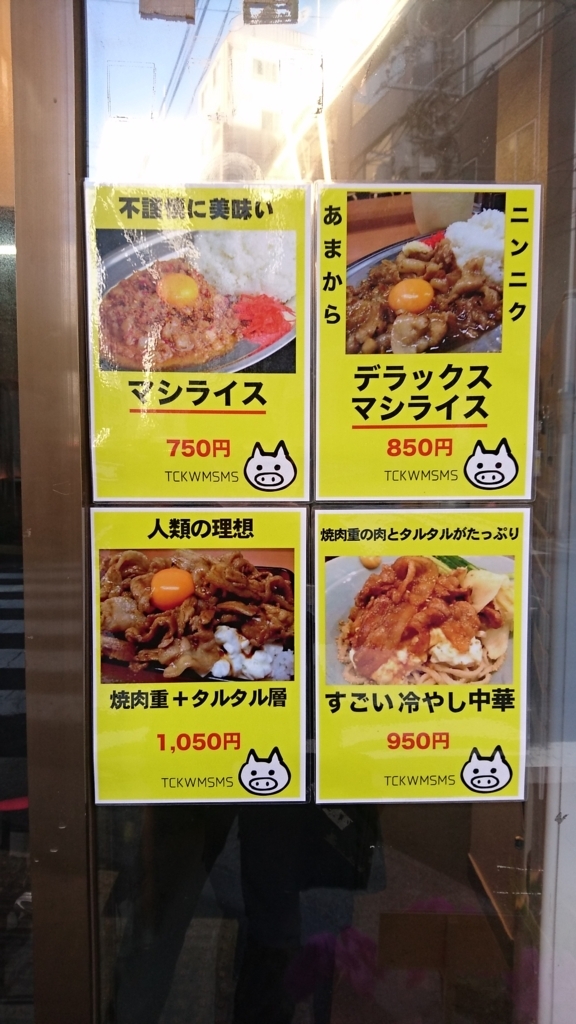 不謹慎に美味い
マシライス
750円
TCKWMSMS
あまから
ニンニク
デラックス
マシライス
850円
TCKWMSMS
人類の理想
焼肉重＋タルタル層
1,050円
TCKWMSMS
焼肉重の肉とタルタルがたっぷり
すごい冷やし中華
950円
TCKWMSMS